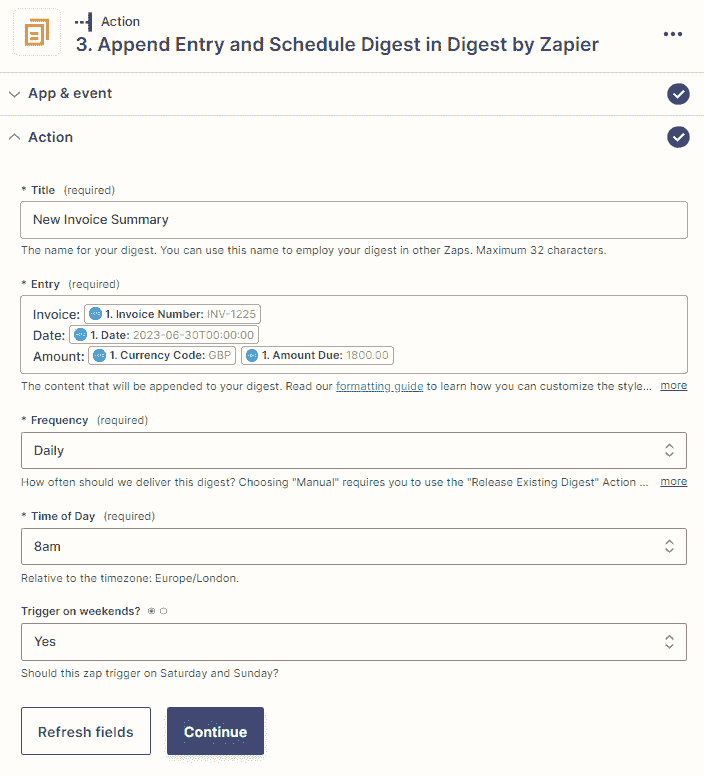 Action
3. Append Entry and Schedule Digest in Digest by Zapier
App & event
Action
* Title (required)
New Invoice Summary
The name for your digest. You can use this name to employ your digest in other Zaps. Maximum 32 characters.
* Entry (required)
Invoice: 1. Invoice Number: INV-1225
Date: 1. Date: 2023-06-30T00:00:00
Amount: 1. Currency Code: GBP 1. Amount Due: 1800.00
The content that will be appended to your digest. Read our formatting guide to learn how you can customize the style... more
* Frequency (required)
Daily
How often should we deliver this digest? Choosing "Manual" requires you to use the "Release Existing Digest" Action ... more
* Time of Day (required)
8am
Relative to the timezone: Europe/London.
Trigger on weekends?
Yes
Should this zap trigger on Saturday and Sunday?
Refresh fields Continue